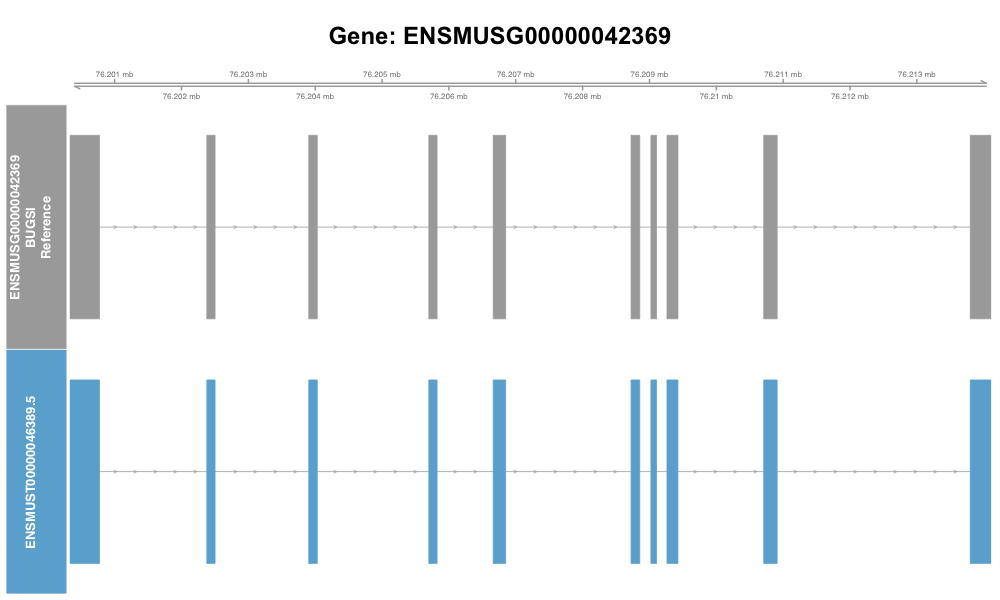 Gene: ENSMUSG00000042369
76.201 mb
76.203 mb
76.205 mb
76.207 mb
76.209 mb
76.211 mb
76.213 mb
76.202 mb
76.204 mb
76.206 mb
76.208 mb
76.21 mb
76.212 mb
ENSMUSG00000042369
BUGSI
Reference
ENSMUST00000046389.5